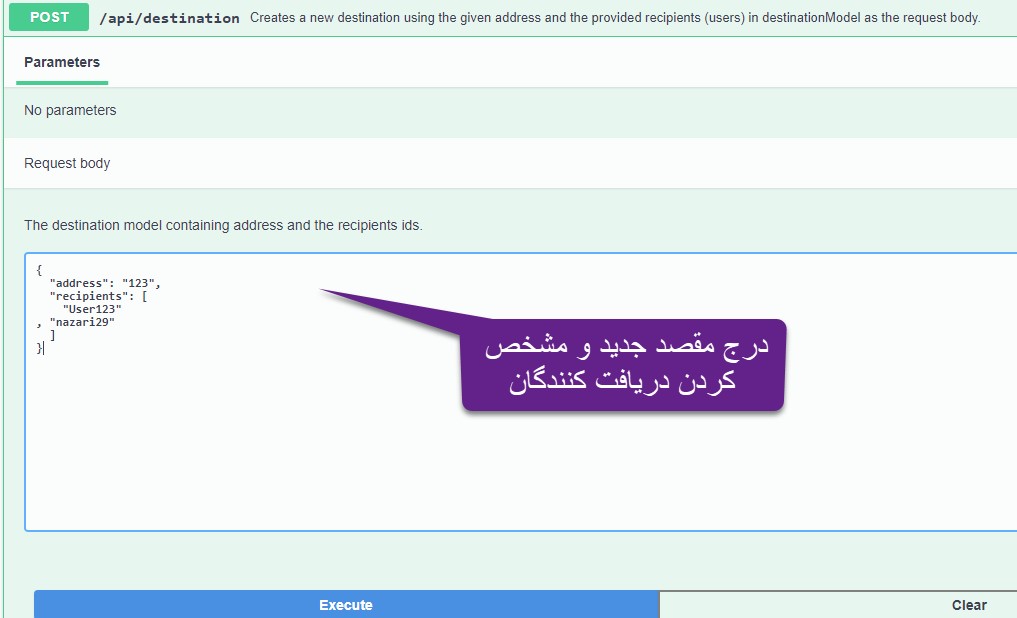 POST /api/destination Creates a new destination using the given address and the provided recipients (users) in destinationModel as the request body.
Parameters
No parameters
Request body
The destination model containing address and the recipients ids.
{
  "address": "123",
  "recipients": [
    "User123"
, "nazari29"
  ]
}
درج مقصد جدید و مشخص
کردن دریافت کنندگان
Execute Clear